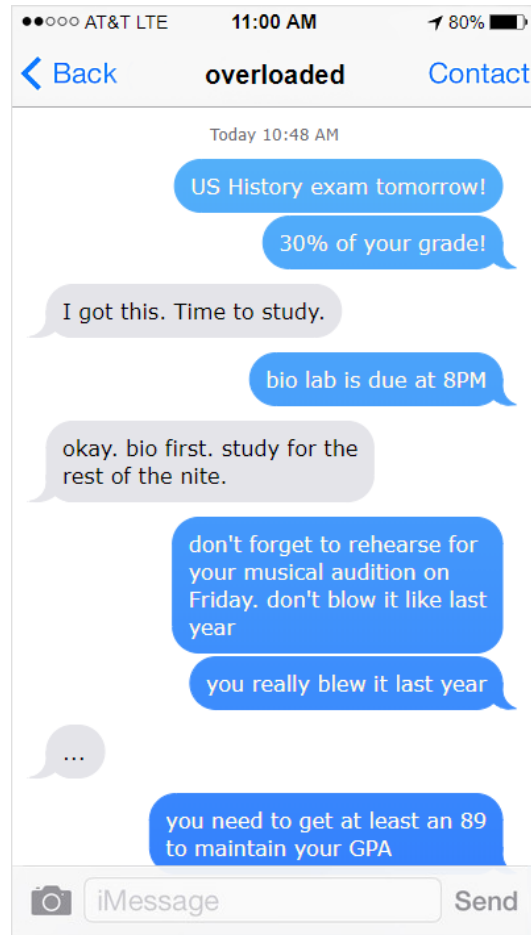 AT&T LTE 11:00 AM 80%
Back overloaded Contact
Today 10:48 AM
US History exam tomorrow!
30% of your grade!
I got this. Time to study.
bio lab is due at 8PM
okay. bio first. study for the
rest of the nite.
don't forget to rehearse for
your musical audition on
Friday. don't blow it like last
year
you really blew it last year
...
you need to get at least an 89
to maintain your GPA
iMessage Send